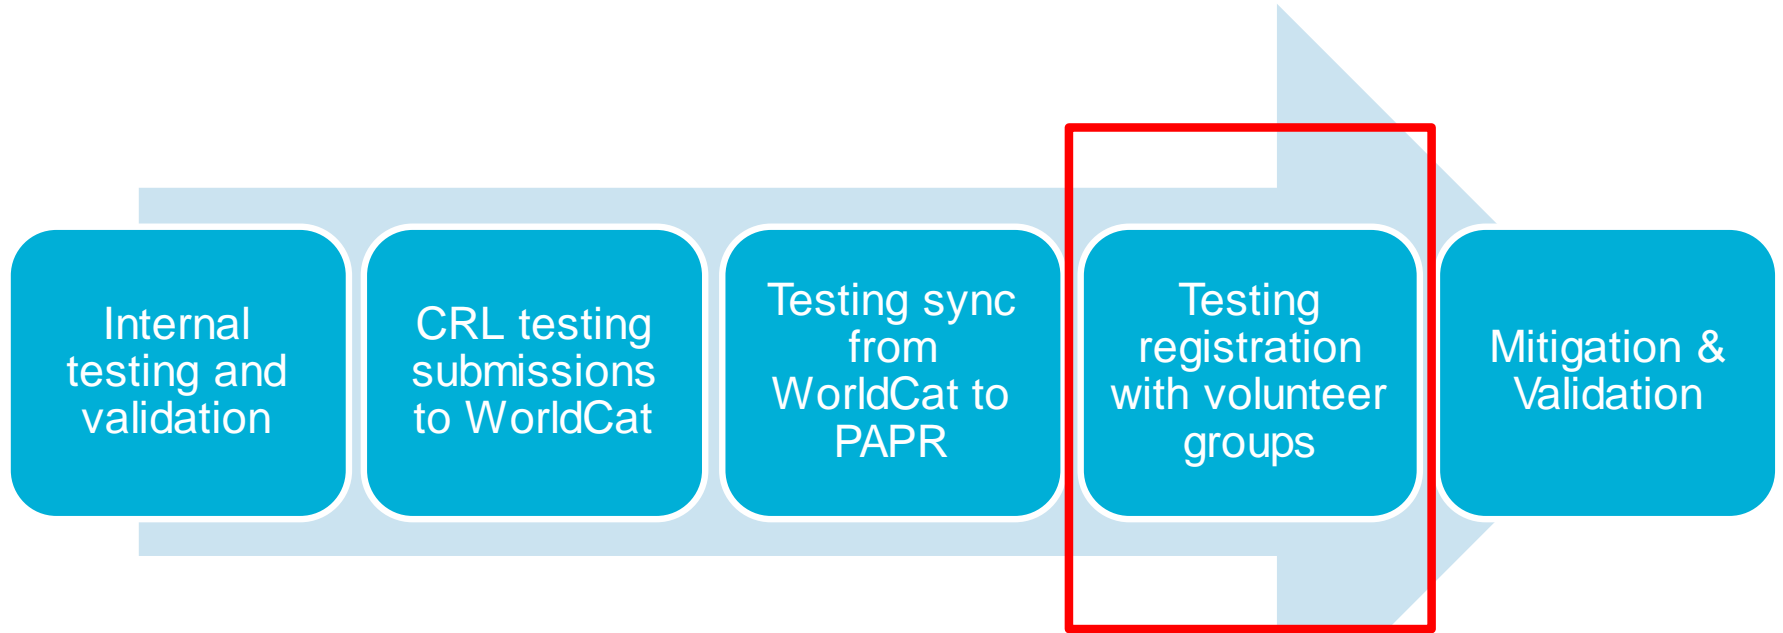 Internal
testing and
validation
CRL testing
submissions
to WorldCat
Testing sync
from
WorldCat to
PAPR
Testing
registration
with volunteer
groups
Mitigation &
Validation